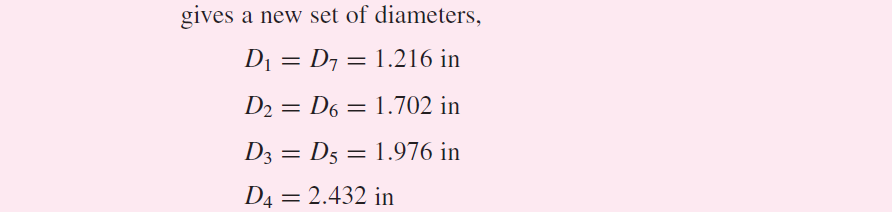 gives a new set of diameters,
D₁ = D₇ = 1.216 in
D₂ = D₆ = 1.702 in
D₃ = D₅ = 1.976 in
D₄ = 2.432 in